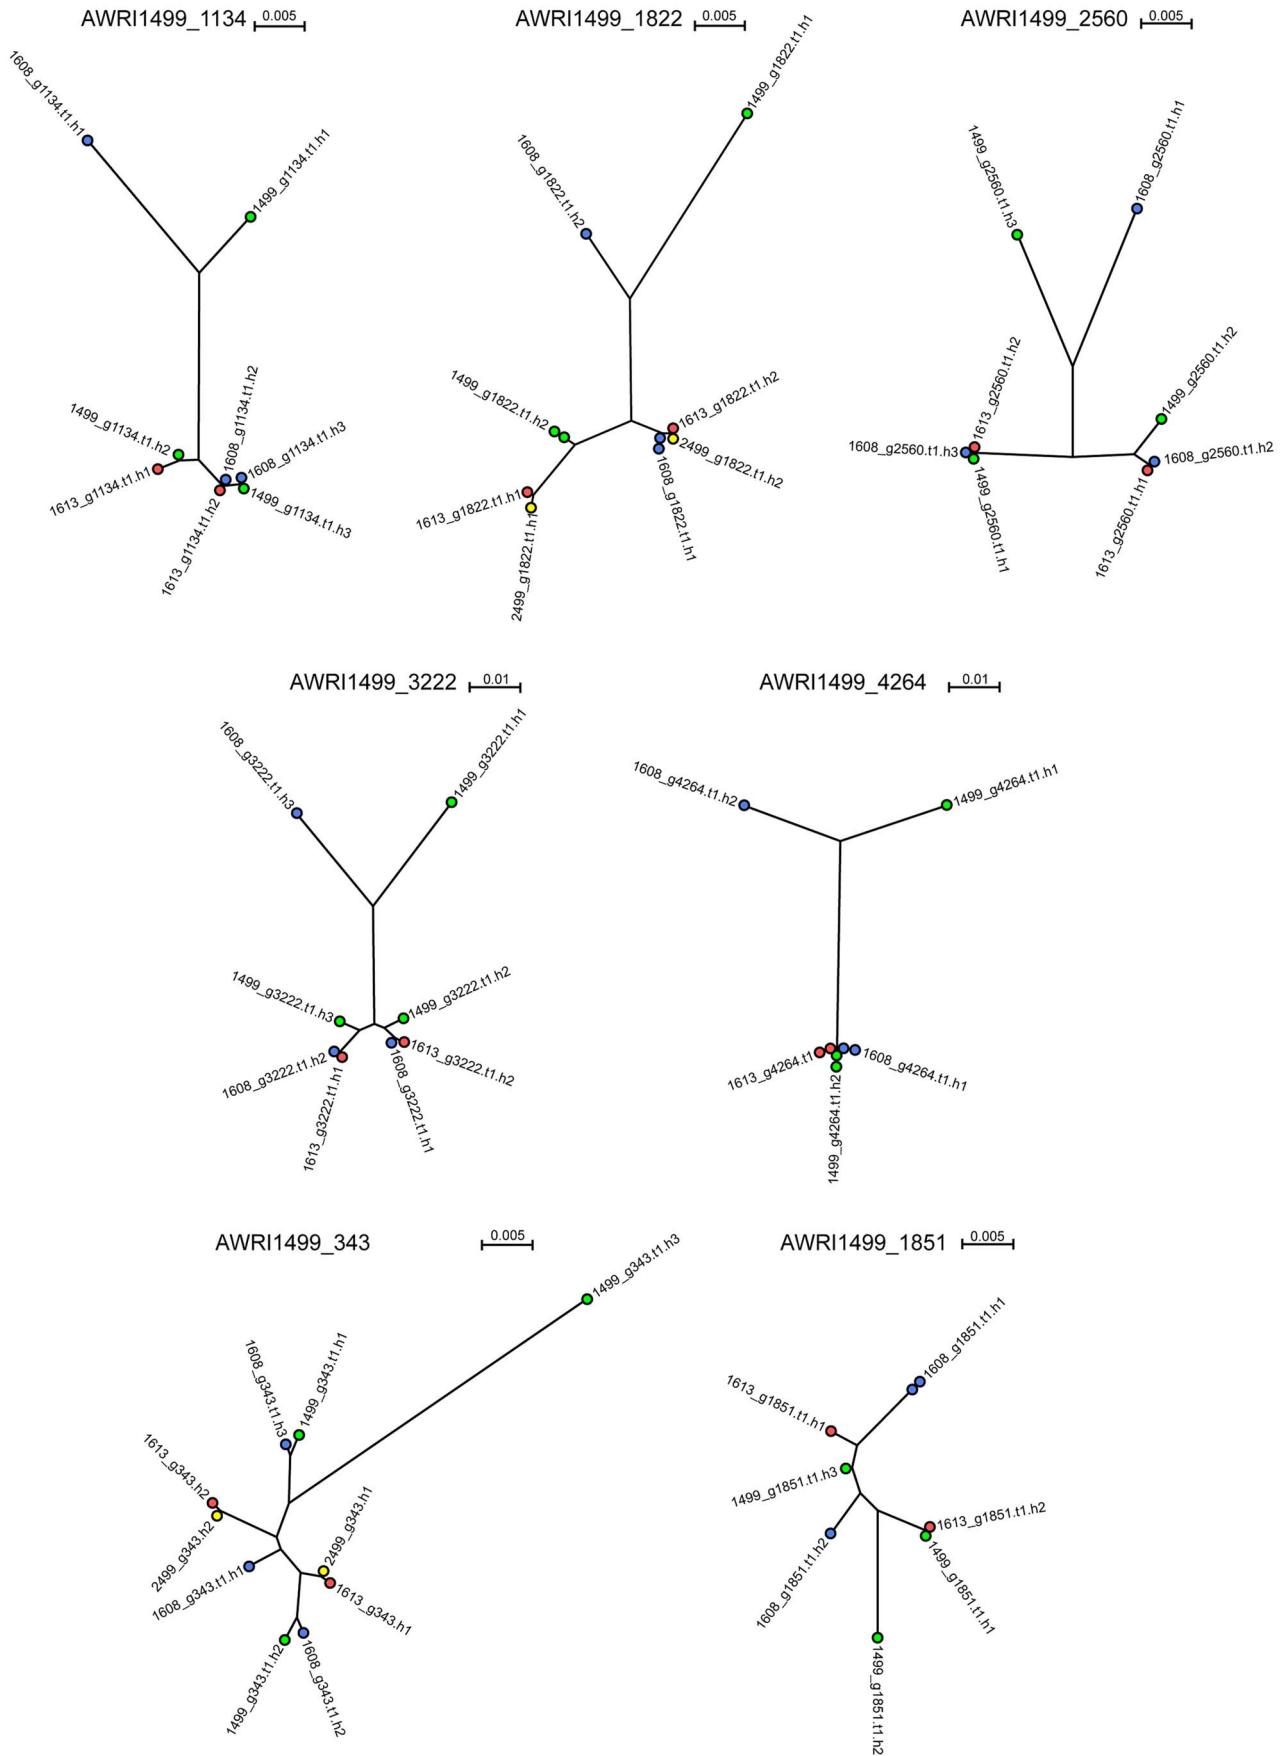 AWRI1499_1134
0.005
1608_g1134.t1.h1
1499_g1134.t1.h1
1499_g1134.t1.h2
1613_g1134.t1.h1
1608_g1134.t1.h2
1608_g1134.t1.h3
1499_g1134.t1.h3
1613_g1134.t1.h2
AWRI1499_1822
0.005
1499_g1822.t1.h1
1608_g1822.t1.h2
1499_g1822.t1.h2
1613_g1822.t1.h2
2499_g1822.t1.h2
1608_g1822.t1.h1
1613_g1822.t1.h1
2499_g1822.t1.h1
AWRI1499_2560
0.005
1499_g2560.t1.h3
1608_g2560.t1.h1
1613_g2560.t1.h2
1608_g2560.t1.h3
1499_g2560.t1.h1
1499_g2560.t1.h2
1608_g2560.t1.h2
1613_g2560.t1.h1
AWRI1499_3222
0.01
1608_g3222.t1.h3
1499_g3222.t1.h1
1499_g3222.t1.h3
1499_g3222.t1.h2
1608_g3222.t1.h2
1613_g3222.t1.h1
1613_g3222.t1.h2
1608_g3222.t1.h1
AWRI1499_4264
0.01
1608_g4264.t1.h2
1499_g4264.t1.h1
1613_g4264.t1
1608_g4264.t1.h1
1499_g4264.t1.h2
AWRI1499_343
0.005
1499_g343.t1.h3
1608_g343.t1.h3
1499_g343.t1.h1
1613_g343.h2
2499_g343.h2
2499_g343.h1
1608_g343.t1.h1
1613_g343.h1
1499_g343.t1.h2
1608_g343.t1.h2
AWRI1499_1851
0.005
1608_g1851.t1.h1
1613_g1851.t1.h1
1499_g1851.t1.h3
1613_g1851.t1.h2
1608_g1851.t1.h2
1499_g1851.t1.h1
1499_g1851.t1.h2